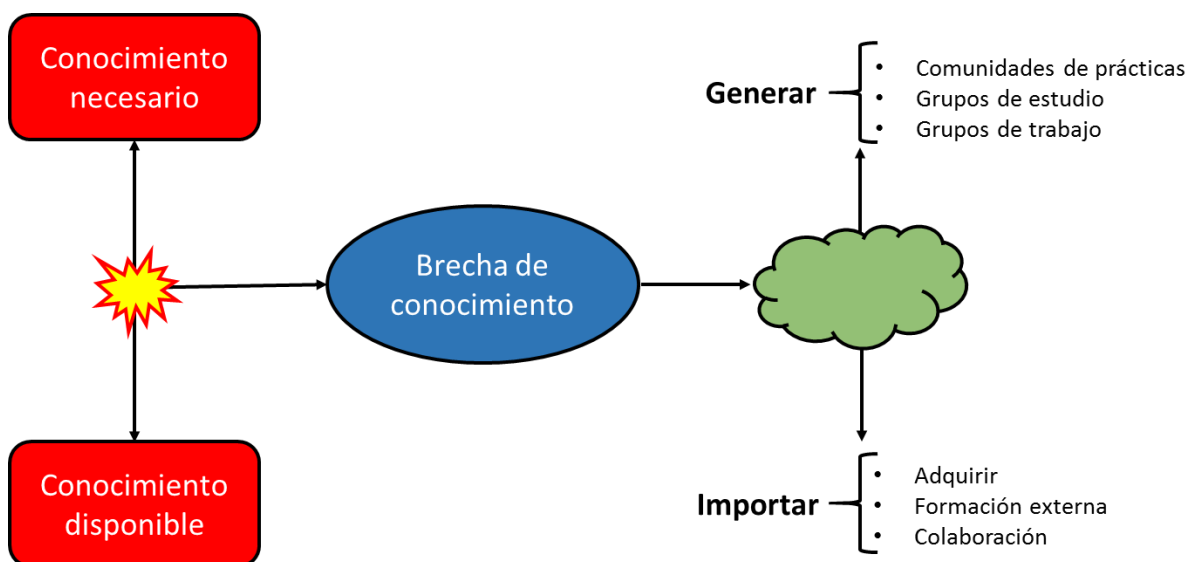 Conocimiento
necesario
Generar
• Comunidades de prácticas
• Grupos de estudio
• Grupos de trabajo
Brecha de
conocimiento
Conocimiento
disponible
Importar
• Adquirir
• Formación externa
• Colaboración